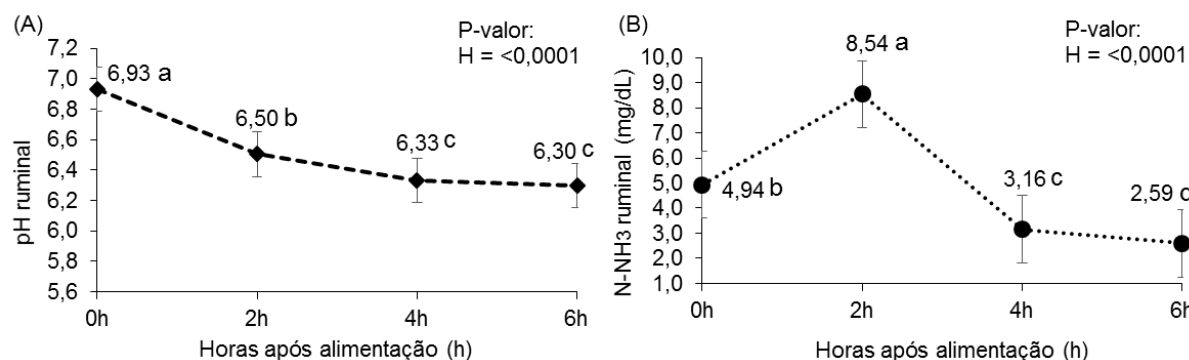 (A)
P-valor:
H = <0,0001
7,2
7,0
6,8
6,6
6,4
6,2
6,0
5,8
5,6
pH ruminal
6,93 a
6,50 b
6,33 c
6,30 c
0h 2h 4h 6h
Horas após alimentação (h)
(B)
P-valor:
H = <0,0001
10,0
9,0
8,0
7,0
6,0
5,0
4,0
3,0
2,0
1,0
N-NH3 ruminal (mg/dL)
4,94 b
8,54 a
3,16 c
2,59 c
0h 2h 4h 6h
Horas após alimentação (h)